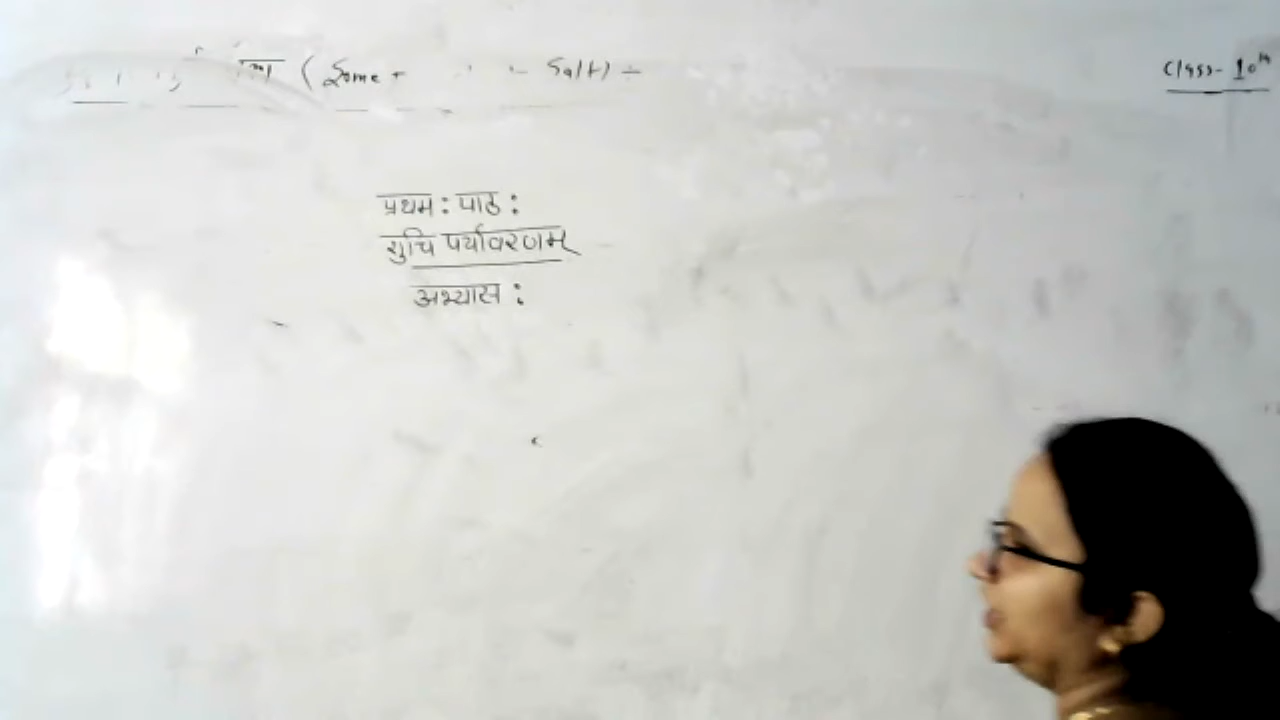 (Some Salt) - Class - 10th
प्रथम : पाठ :
शुचि पर्यावरणम्
अभ्यास :